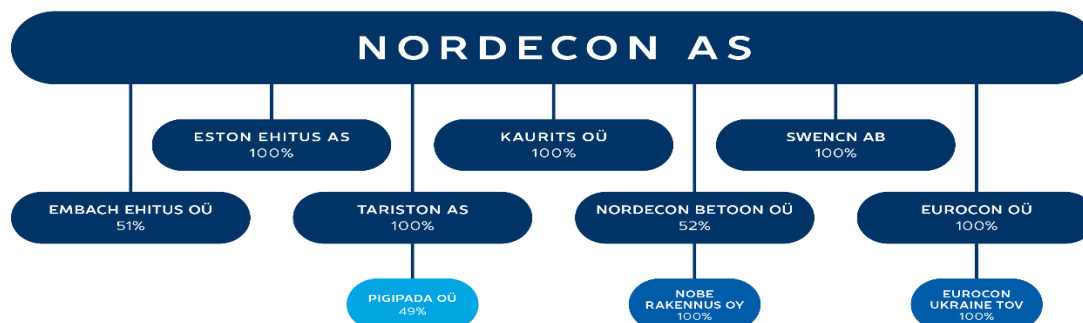 NORDECON AS
ESTON EHITUS AS
100%
KAURITS OÜ
100%
SWENCN AB
100%
EMBACH EHITUS OÜ
51%
TARISTON AS
100%
NORDECON BETOON OÜ
52%
EUROCON OÜ
100%
PIGIPADA OÜ
49%
NOBE
RAKENNUS OY
100%
EUROCON
UKRAINE TOV
100%